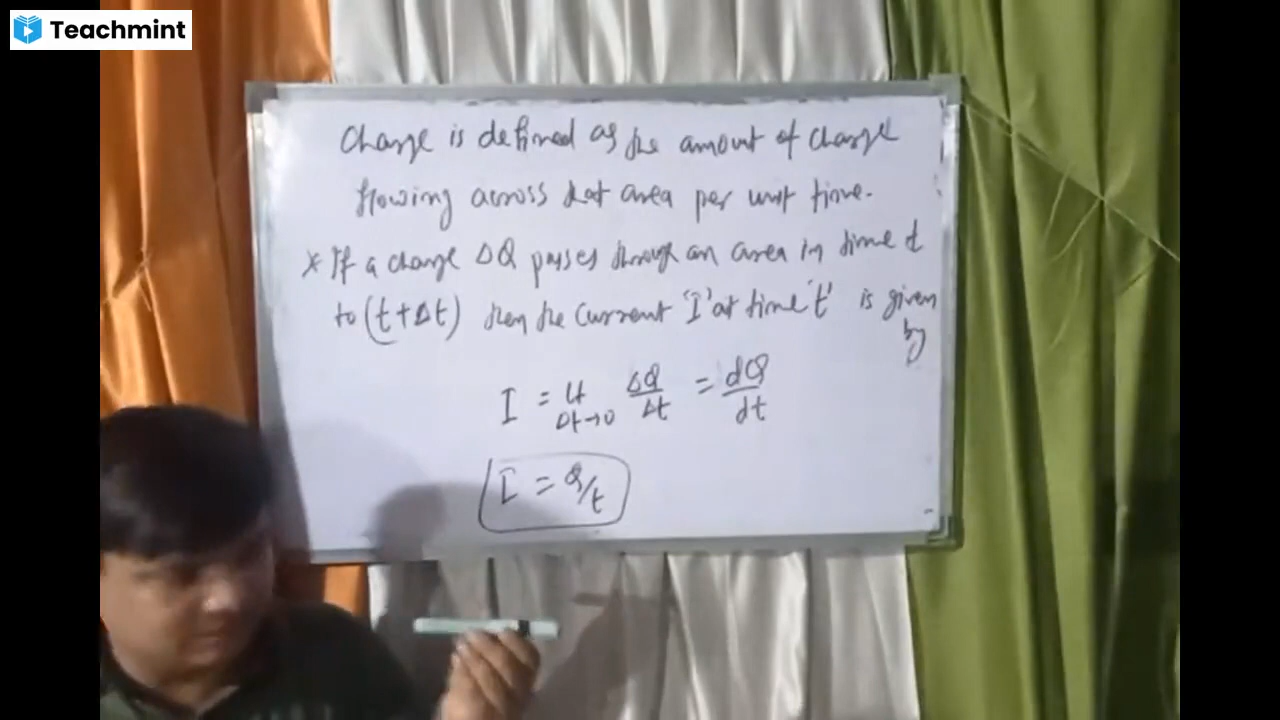 Teachmint
Charge is defined as the amount of charge
flowing across that area per unit time.
* If a charge ΔQ passes through an area in time t
to (t+Δt) then the current 'I' at time 't' is given
by
I = Lt Δt→0 ΔQ/Δt = dQ/dt
I = Q/t